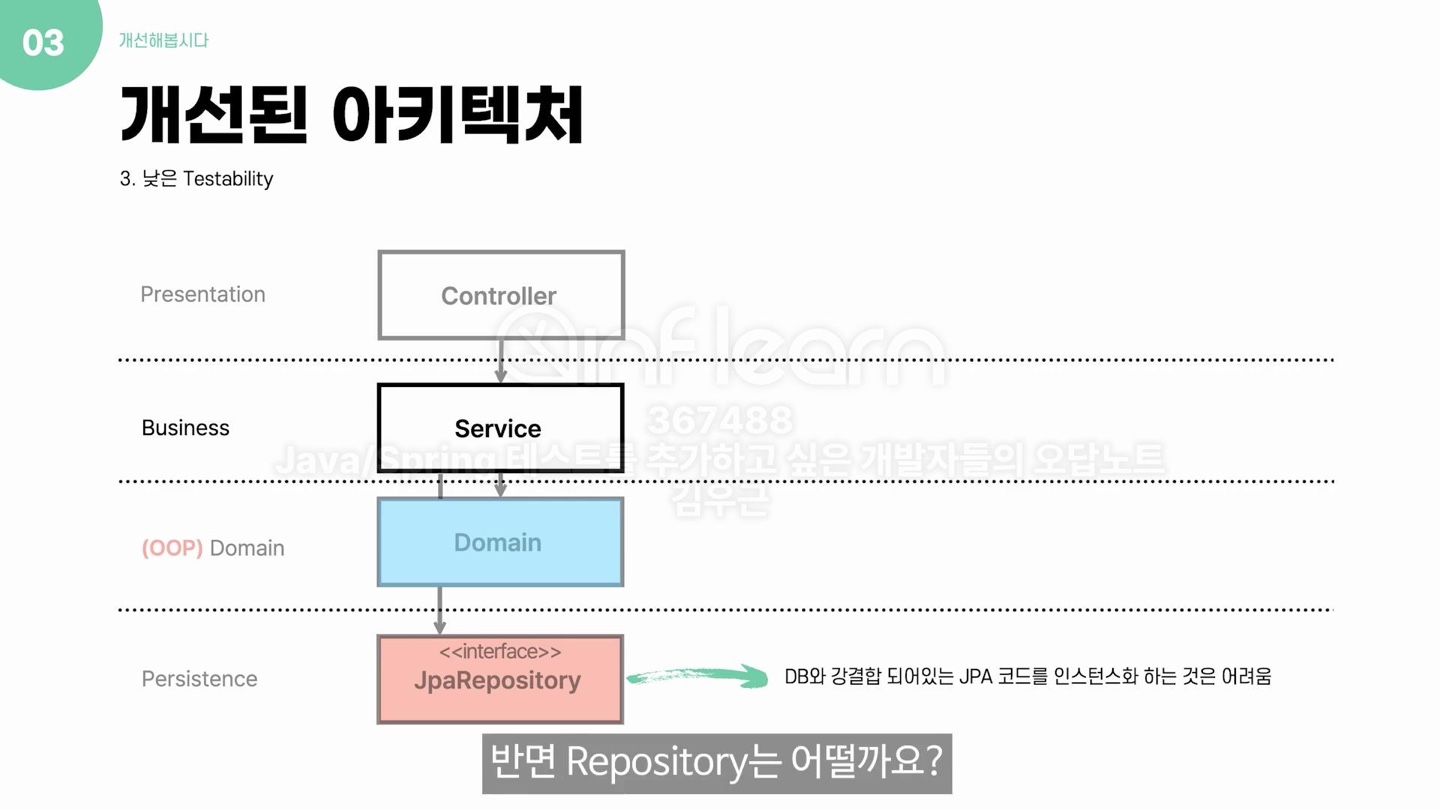 03
개선해봅시다
개선된 아키텍처
3. 낮은 Testability
Presentation
Controller
inflearn
367488
Business
Service
Java/Spring 테스트를 추가하고 싶은 개발자들의 오답노트
김우근
(OOP) Domain
Domain
Persistence
<<interface>>
JpaRepository
DB와 강결합 되어있는 JPA 코드를 인스턴스화 하는 것은 어려움
반면 Repository는 어떨까요?